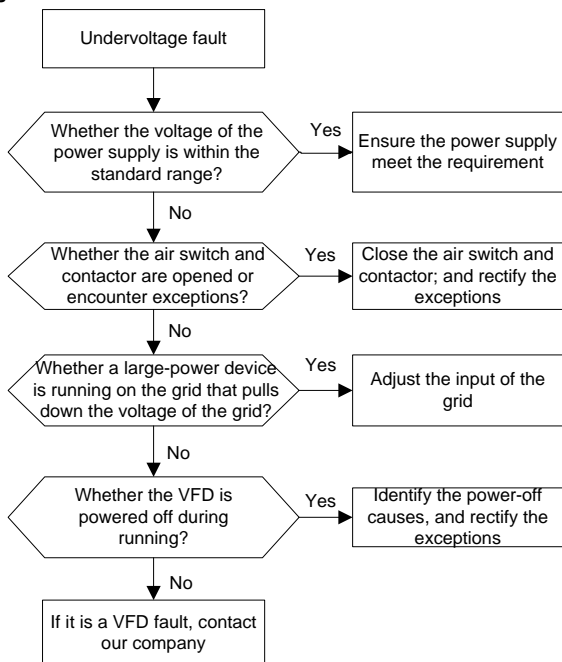 Undervoltage fault
Whether the voltage of the
power supply is within the
standard range?
Yes
Ensure the power supply
meet the requirement
No
Whether the air switch and
contactor are opened or
encounter exceptions?
Yes
Close the air switch and
contactor; and rectify the
exceptions
No
Whether a large-power device
is running on the grid that pulls
down the voltage of the grid?
Yes
Adjust the input of the
grid
No
Whether the VFD is
powered off during
running?
Yes
Identify the power-off
causes, and rectify the
exceptions
No
If it is a VFD fault, contact
our company